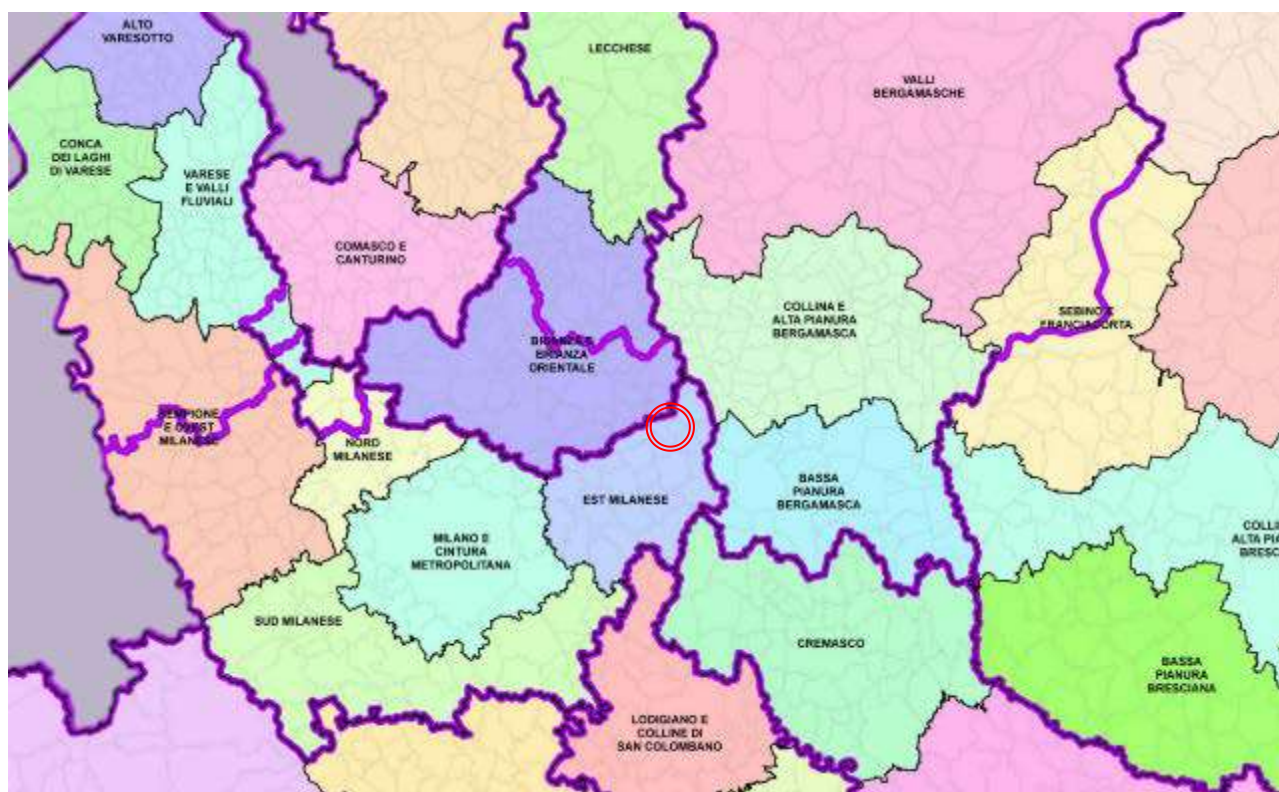 ALTO
VARESOTTO
LECCHESE
VALLI
BERGAMASCHE
CONCA
DEI LAGHI
DI VARESE
VARESE
E VALLI
FLUVIALI
COMASCO E
CANTURINO
COLLINA E
ALTA PIANURA
BERGAMASCA
SEBINO E
FRANCIACORTA
BRIANZA E
BRIANZA
ORIENTALE
SEMPIONE
E OVEST
MILANESE
NORD
MILANESE
EST MILANESE
BASSA
PIANURA
BERGAMASCA
MILANO E
CINTURA
METROPOLITANA
COLLI
ALTA PIA
BRESC
SUD MILANESE
CREMASCO
BASSA
PIANURA
BRESCIANA
LODIGIANO E
COLLINE DI
SAN COLOMBANO